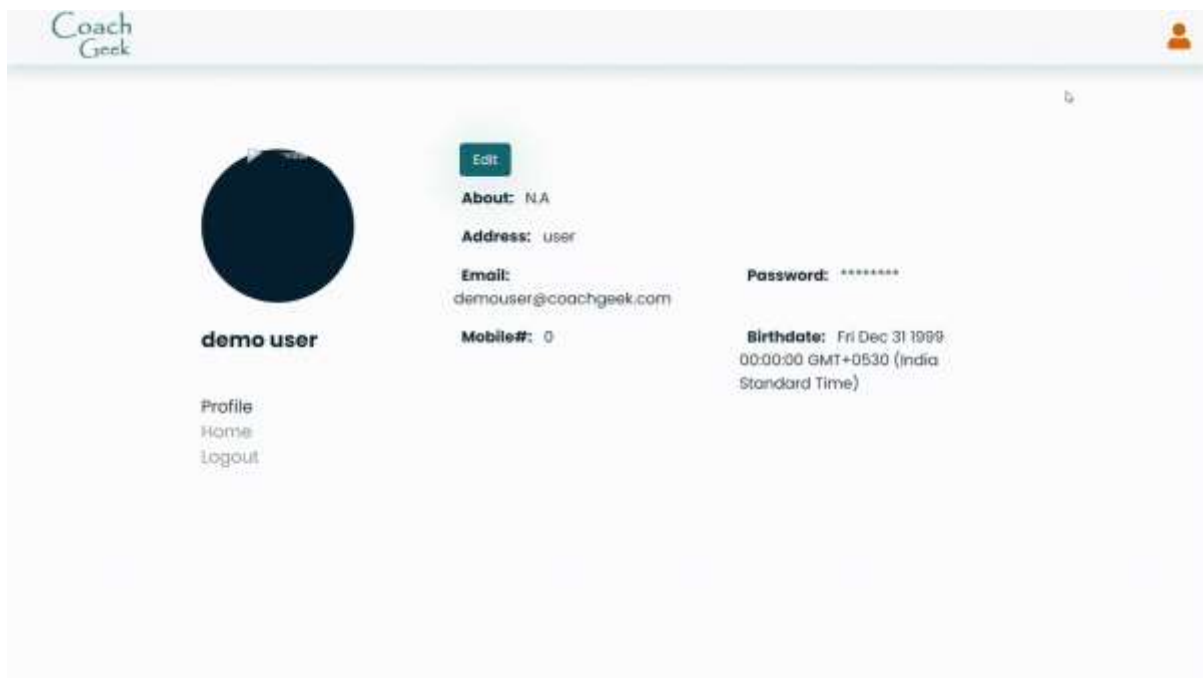 Coach
Geek
Edit
About: N.A
Address: user
Email:
demouser@coachgeek.com
Password: ********
Mobile#: 0
Birthdate: Fri Dec 31 1999
00:00:00 GMT+0530 (India
Standard Time)
demo user
Profile
Home
Logout